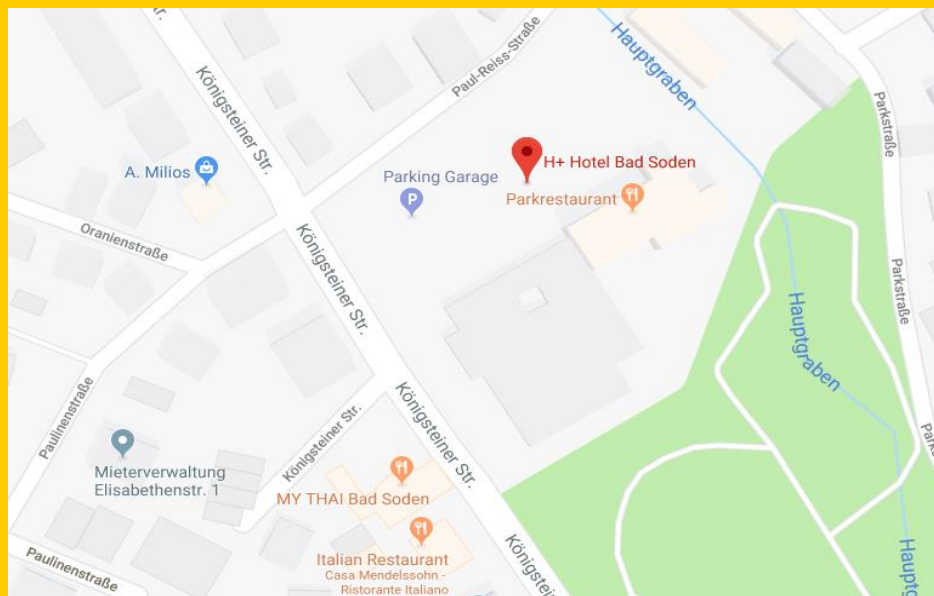 Str.
Königsteiner Str.
Paul-Reiss-Straße
Hauptgraben
Parkstraße
A. Milios
Parking Garage
P
H+ Hotel Bad Soden
Parkrestaurant
Oranienstraße
Königsteiner Str.
Parkstraße
Hauptgraben
Paulinenstraße
Königsteiner Str.
Königsteiner Str.
Mieterverwaltung
Elisabethenstr. 1
MY THAI Bad Soden
Italian Restaurant
Casa Mendelssohn -
Ristorante Italiano
Paulinenstraße